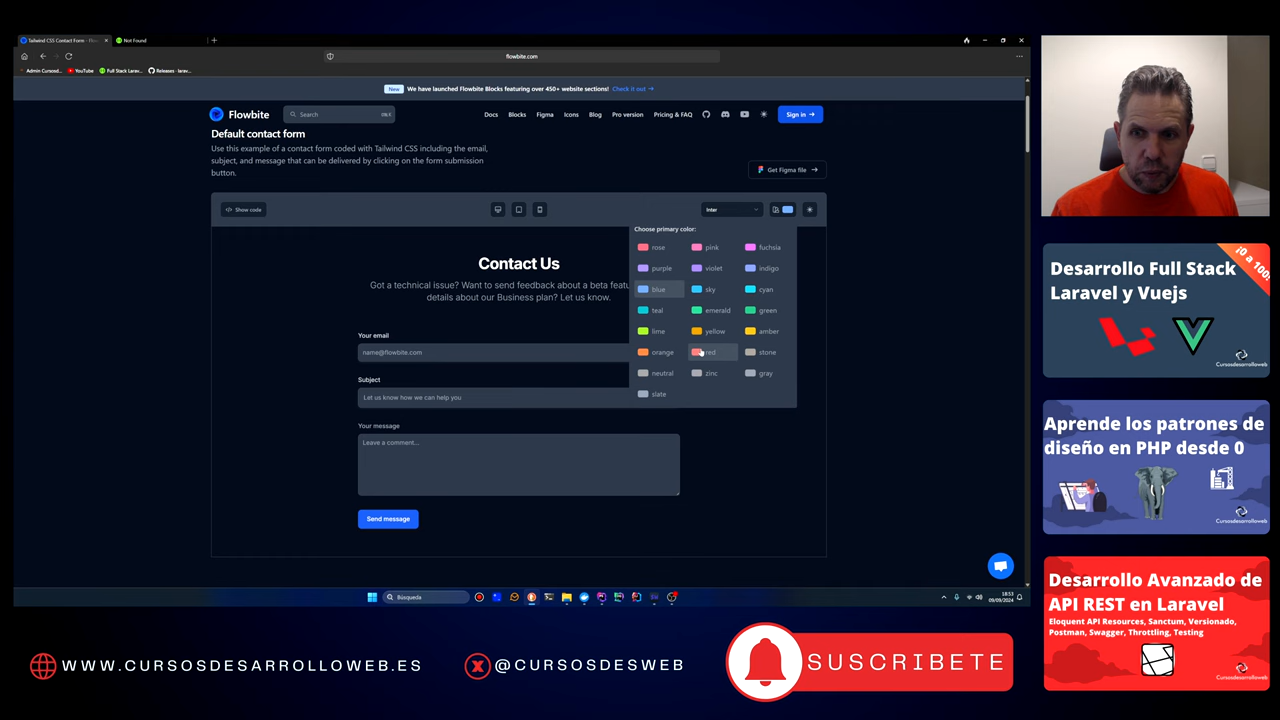 Tailwind CSS Contact Form - Flow...
Not Found
flowbite.com
Admin Cursosd...
YouTube
Full Stack Larav...
Releases · larav...
New
We have launched Flowbite Blocks featuring over 450+ website sections!
Check it out →
Flowbite
Search
Docs
Blocks
Figma
Icons
Blog
Pro version
Pricing & FAQ
Sign in →
Default contact form
Use this example of a contact form coded with Tailwind CSS including the email,
subject, and message that can be delivered by clicking on the form submission
button.
Get Figma file →
Show code
Inter
Choose primary color:
rose
pink
fuchsia
purple
violet
indigo
blue
sky
cyan
teal
emerald
green
lime
yellow
amber
orange
red
stone
neutral
zinc
gray
slate
Contact Us
Got a technical issue? Want to send feedback about a beta featu
details about our Business plan? Let us know.
Your email
name@flowbite.com
Subject
Let us know how we can help you
Your message
Leave a comment...
Send message
Búsqueda
18:53
09/09/2024
¡0 a 100!
Desarrollo Full Stack
Laravel y Vuejs
Cursosdesarrolloweb
Aprende los patrones de
diseño en PHP desde 0
Cursosdesarrolloweb
Desarrollo Avanzado de
API REST en Laravel
Eloquent API Resources, Sanctum, Versionado,
Postman, Swagger, Throttling, Testing
Cursosdesarrolloweb
WWW.CURSOSDESARROLLOWEB.ES
X
@CURSOSDESWEB
SUSCRIBETE